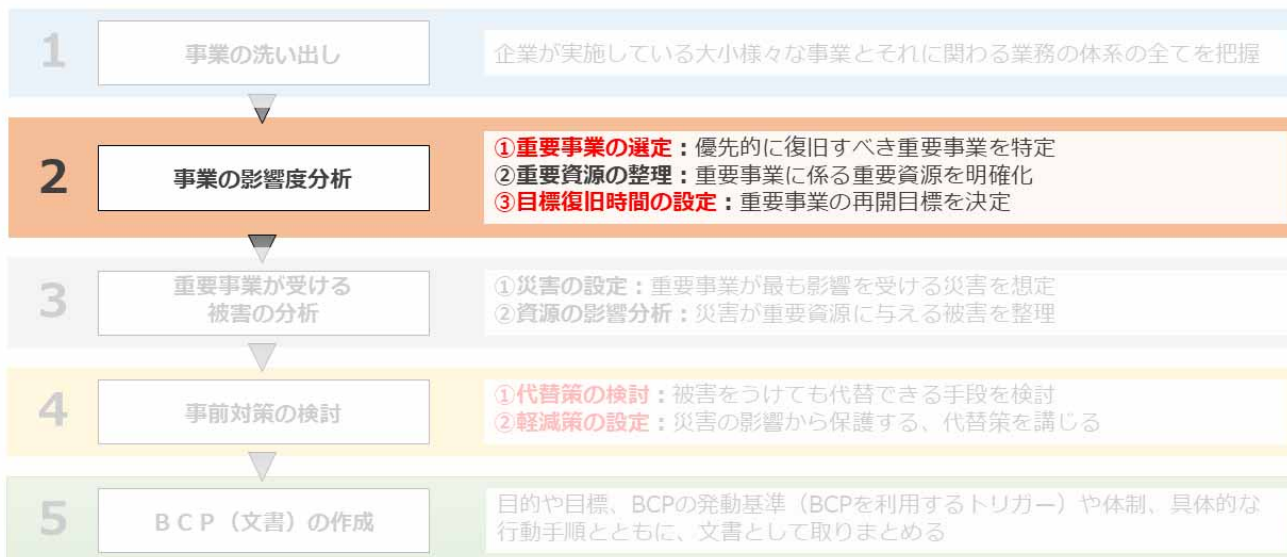 1
事業の洗い出し
企業が実施している大小様々な事業とそれに関わる業務の体系の全てを把握
2
事業の影響度分析
①重要事業の選定：優先的に復旧すべき重要事業を特定
②重要資源の整理：重要事業に係る重要資源を明確化
③目標復旧時間の設定：重要事業の再開目標を決定
3
重要事業が受ける
被害の分析
①災害の設定：重要事業が最も影響を受ける災害を想定
②資源の影響分析：災害が重要資源に与える被害を整理
4
事前対策の検討
①代替策の検討：被害をうけても代替できる手段を検討
②軽減策の設定：災害の影響から保護する、代替策を講じる
5
ＢＣＰ（文書）の作成
目的や目標、BCPの発動基準（BCPを利用するトリガー）や体制、具体的な
行動手順とともに、文書として取りまとめる